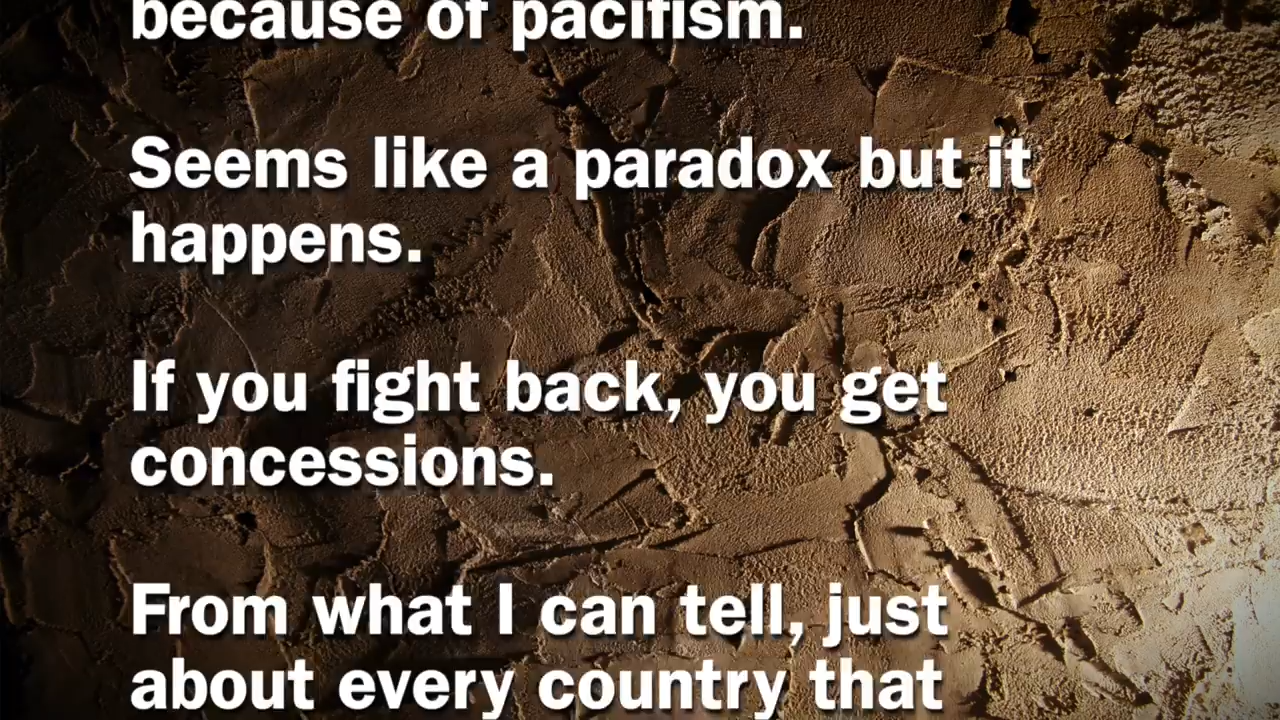 because of pacifism.
Seems like a paradox but it
happens.
If you fight back, you get
concessions.
From what I can tell, just
about every country that